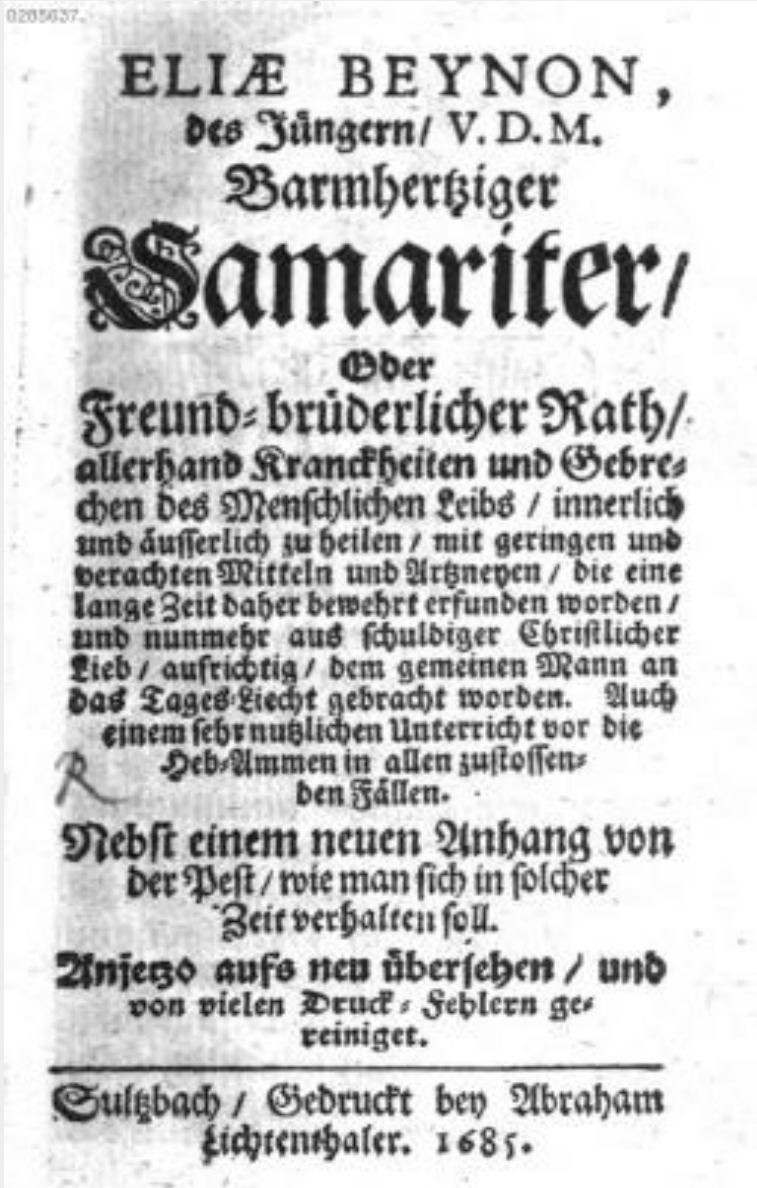 0285637.
ELIÆ BEYNON,
des Jüngern/ V. D. M.
Barmhertziger
Samariter/
Oder
Freund-brüderlicher Rath/
allerhand Kranckheiten und Gebre-
chen des Menschlichen Leibs / innerlich
und äusserlich zu heilen / mit geringen und
verachten Mitteln und Artzneyen / die eine
lange Zeit daher bewehrt erfunden worden /
und nunmehr aus schuldiger Christlicher
Lieb / aufrichtig / dem gemeinen Mann an
das Tages-Liecht gebracht worden. Auch
einem sehr nutzlichen Unterricht vor die
Heb-Ammen in allen zustossen-
den Fällen.
Nebst einem neuen Anhang von
der Pest / wie man sich in solcher
Zeit verhalten soll.
Anjetzo aufs neu übersehen / und
von vielen Druck-Fehlern ge-
reiniget.
Sultzbach / Gedruckt bey Abraham
Lichtenthaler. 1685.
R